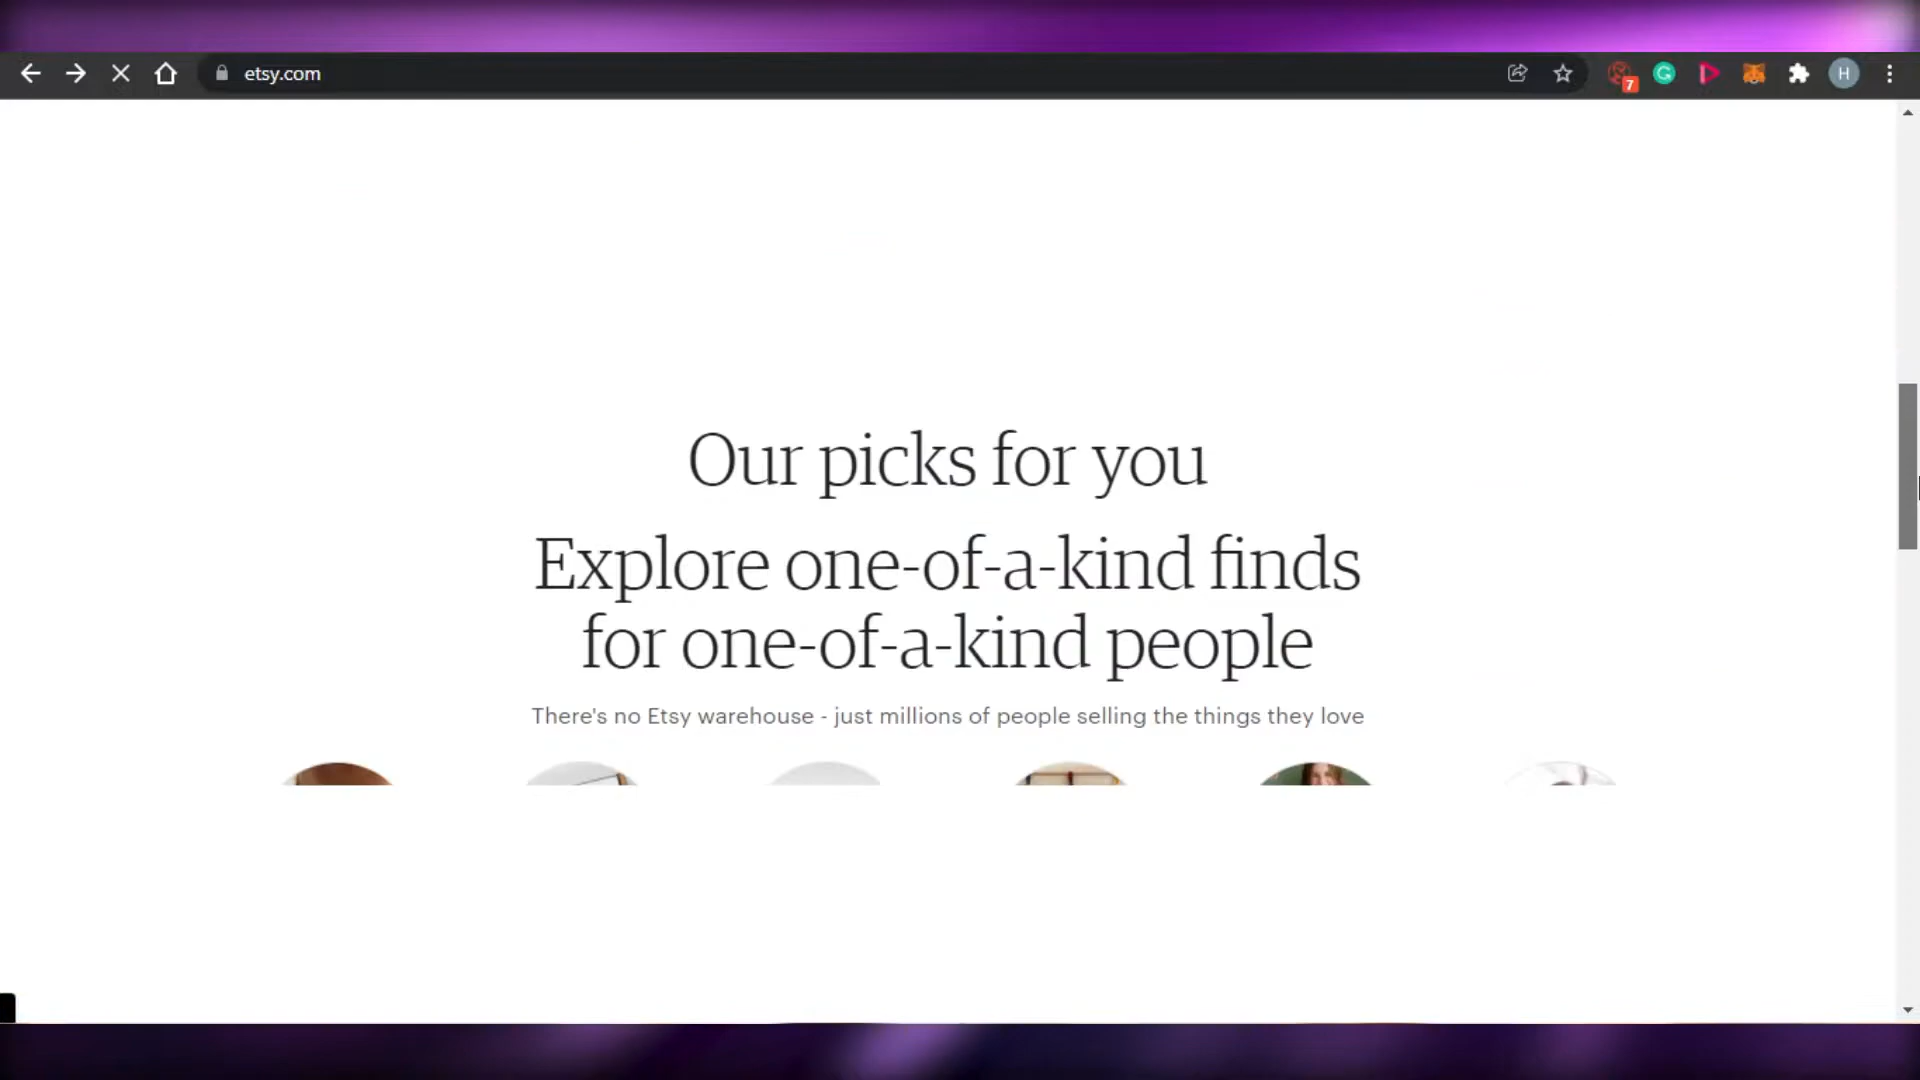 etsy.com
7
H
Our picks for you
Explore one-of-a-kind finds
for one-of-a-kind people
There's no Etsy warehouse - just millions of people selling the things they love